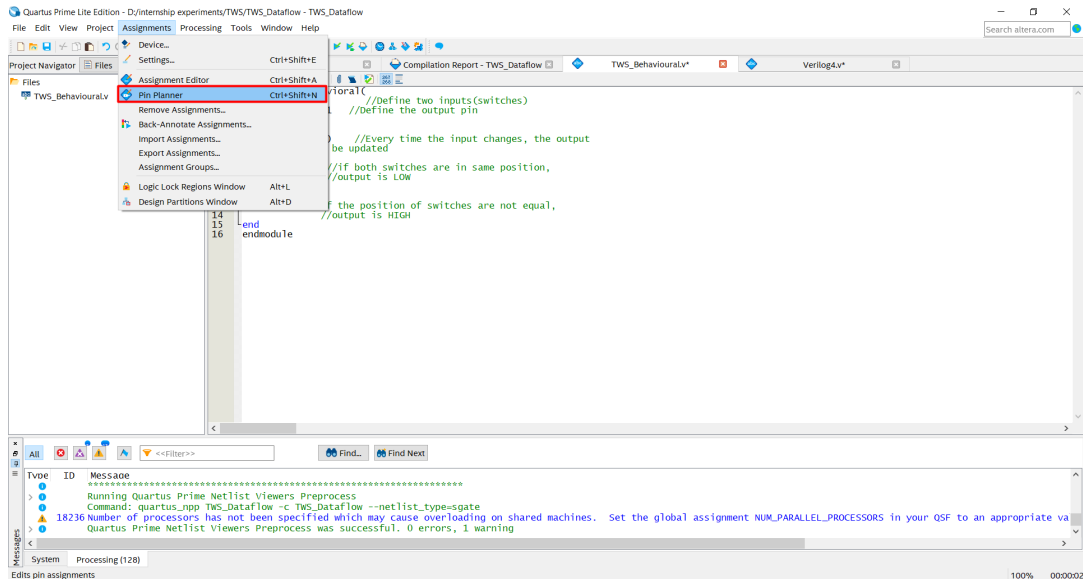 Quartus Prime Lite Edition - D:/internship experiments/TWS/TWS_Dataflow - TWS_Dataflow
File Edit View Project Assignments Processing Tools Window Help
Search altera.com
Device...
Settings... Ctrl+Shift+E
Assignment Editor Ctrl+Shift+A
Pin Planner Ctrl+Shift+N
Remove Assignments...
Back-Annotate Assignments...
Import Assignments...
Export Assignments...
Assignment Groups...
Logic Lock Regions Window Alt+L
Design Partitions Window Alt+D
Project Navigator Files
Files
TWS_Behavioural.v
Compilation Report - TWS_Dataflow
TWS_Behavioural.v*
Verilog4.v*
267
268
vioral(
//Define two inputs(switches)
1 //Define the output pin
) //Every time the input changes, the output
be updated
//if both switches are in same position,
//output is LOW
f the position of switches are not equal,
14 //output is HIGH
15 end
16 endmodule
All <<Filter>> Find... Find Next
Type ID Message
Running Quartus Prime Netlist Viewers Preprocess
Command: quartus_npp TWS_Dataflow -c TWS_Dataflow --netlist_type=sgate
18236 Number of processors has not been specified which may cause overloading on shared machines. Set the global assignment NUM_PARALLEL_PROCESSORS in your QSF to an appropriate va
Quartus Prime Netlist Viewers Preprocess was successful. 0 errors, 1 warning
Messages
System Processing (128)
Edits pin assignments
100% 00:00:02